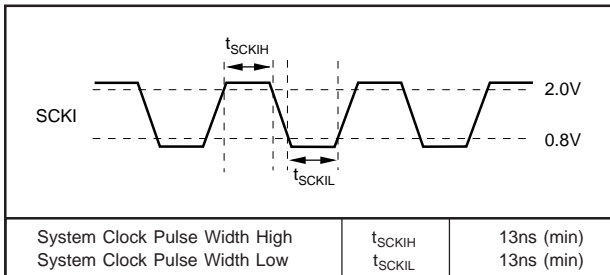 tSCKIH
2.0V
SCKI
0.8V
tSCKIL
System Clock Pulse Width High tSCKIH 13ns (min)
System Clock Pulse Width Low tSCKIL 13ns (min)